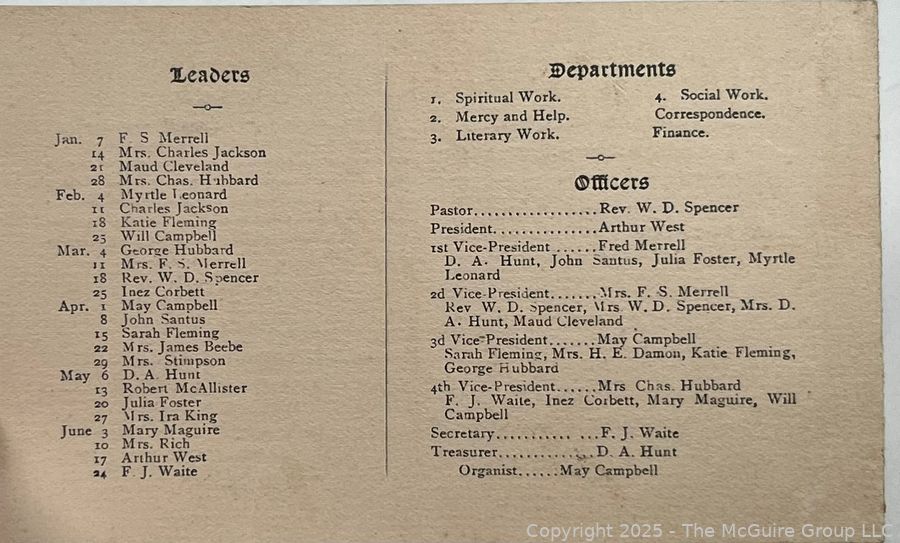 Leaders
Jan. 7 F. S Merrell
14 Mrs. Charles Jackson
21 Maud Cleveland
28 Mrs. Chas. Hubbard
Feb. 4 Myrtle Leonard
11 Charles Jackson
18 Katie Fleming
25 Will Campbell
Mar. 4 George Hubbard
11 Mrs. F. S. Merrell
18 Rev. W. D. Spencer
25 Inez Corbett
Apr. 1 May Campbell
8 John Santus
15 Sarah Fleming
22 Mrs. James Beebe
29 Mrs. Stimpson
May 6 D. A. Hunt
13 Robert McAllister
20 Julia Foster
27 Mrs. Ira King
June 3 Mary Maguire
10 Mrs. Rich
17 Arthur West
24 F. J. Waite
Departments
1. Spiritual Work. 4. Social Work.
2. Mercy and Help. Correspondence.
3. Literary Work. Finance.
Officers
Pastor..................Rev. W. D. Spencer
President...............Arthur West
1st Vice-President ......Fred Merrell
D. A. Hunt, John Santus, Julia Foster, Myrtle
Leonard
2d Vice-President.......Mrs. F. S. Merrell
Rev W. D. Spencer, Mrs W. D. Spencer, Mrs. D.
A. Hunt, Maud Cleveland
3d Vice-President.......May Campbell
Sarah Fleming, Mrs. H. E. Damon, Katie Fleming,
George Hubbard
4th Vice-President......Mrs Chas. Hubbard
F. J. Waite, Inez Corbett, Mary Maguire, Will
Campbell
Secretary........... ...F. J. Waite
Treasurer..............D. A. Hunt
Organist......May Campbell
Copyright 2025 - The McGuire Group LLC